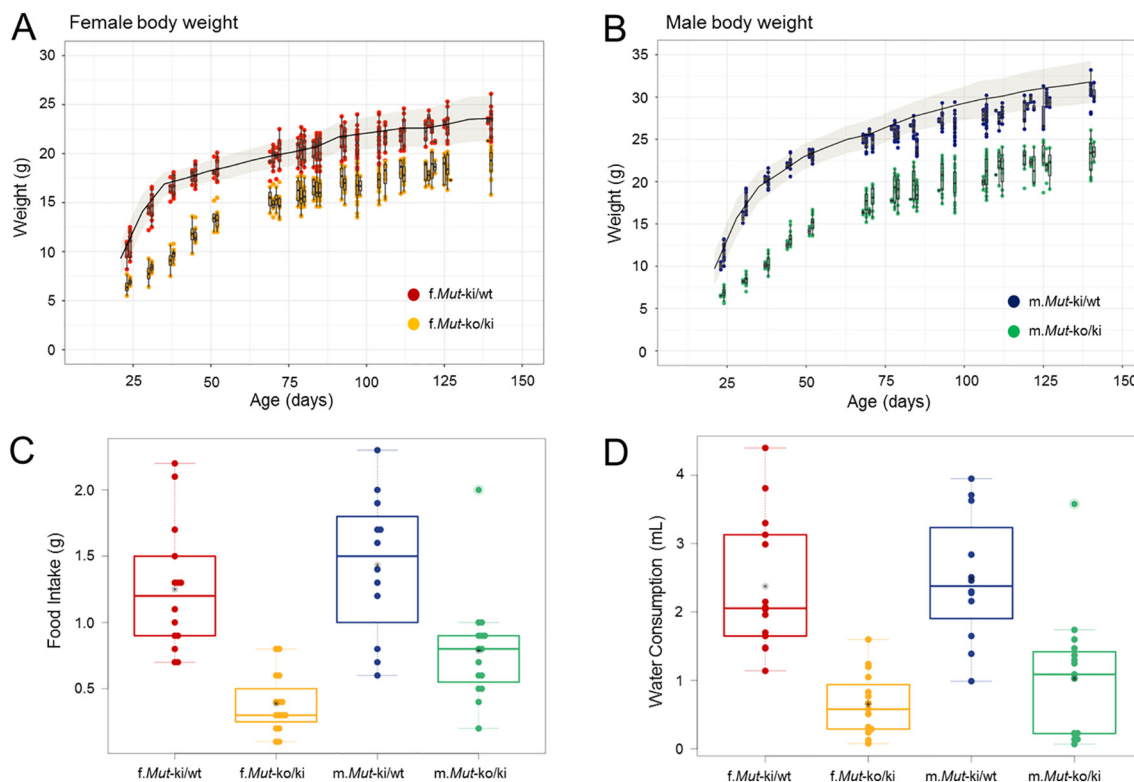 A Female body weight
30
25
20
15
10
5
0
Weight (g)
25 50 75 100 125 150
Age (days)
f.Mut-ki/wt
f.Mut-ko/ki
B Male body weight
35
30
25
20
15
10
5
0
Weight (g)
25 50 75 100 125 150
Age (days)
m.Mut-ki/wt
m.Mut-ko/ki
C
2.0
1.5
1.0
0.5
Food Intake (g)
f.Mut-ki/wt f.Mut-ko/ki m.Mut-ki/wt m.Mut-ko/ki
D
4
3
2
1
0
Water Consumption (mL)
f.Mut-ki/wt f.Mut-ko/ki m.Mut-ki/wt m.Mut-ko/ki